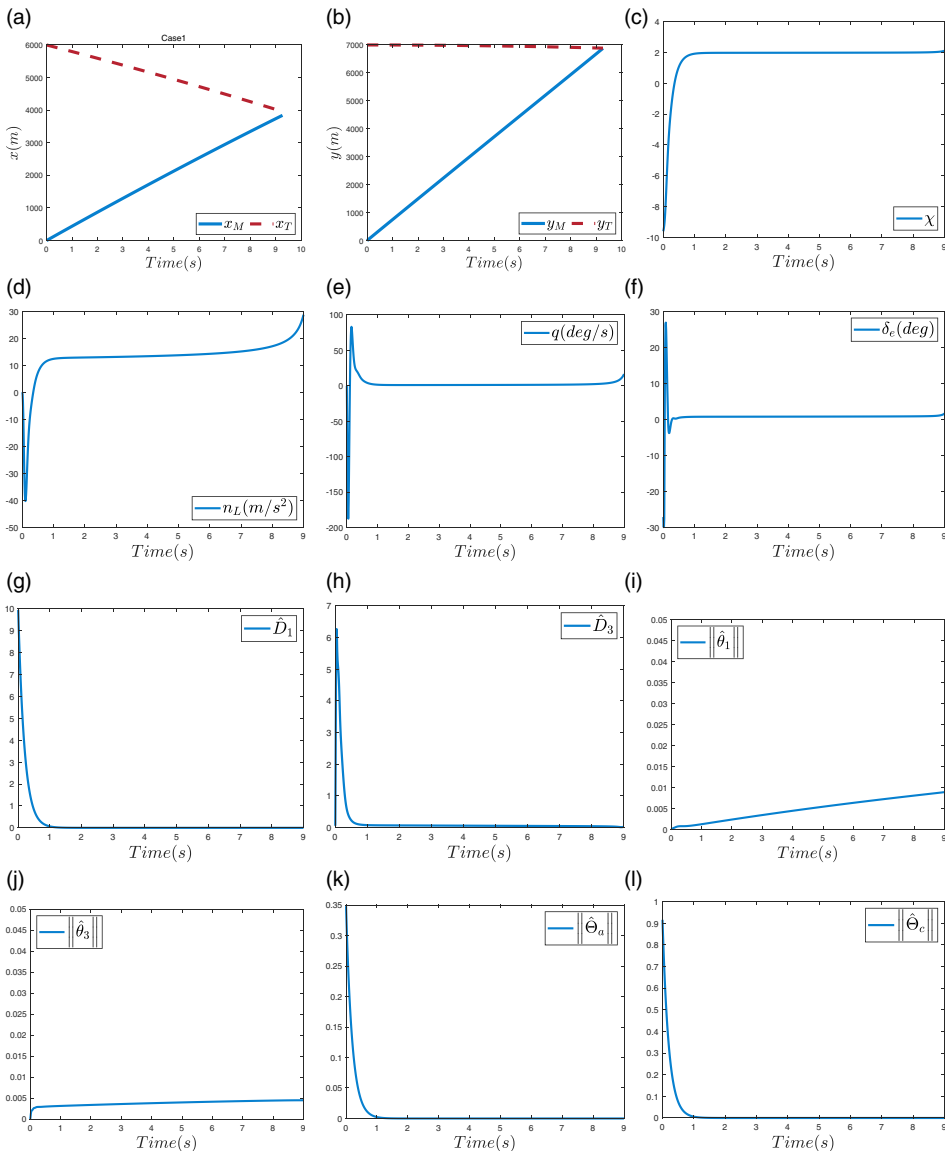 (a)
Case1
6000
5000
4000
3000
2000
1000
0
x(m)
0 1 2 3 4 5 6 7 8 9 10
Time(s)
x_M x_T
(b)
7000
6000
5000
4000
3000
2000
1000
0
y(m)
0 1 2 3 4 5 6 7 8 9 10
Time(s)
y_M y_T
(c)
4
2
0
-2
-4
-6
-8
-10
χ
0 1 2 3 4 5 6 7 8 9
Time(s)
(d)
30
20
10
0
-10
-20
-30
-40
-50
n_L(m/s²)
0 1 2 3 4 5 6 7 8 9
Time(s)
(e)
100
50
0
-50
-100
-150
-200
q(deg/s)
0 1 2 3 4 5 6 7 8 9
Time(s)
(f)
30
20
10
0
-10
-20
-30
δ_e(deg)
0 1 2 3 4 5 6 7 8 9
Time(s)
(g)
10
9
8
7
6
5
4
3
2
1
0
D̂_1
0 1 2 3 4 5 6 7 8 9
Time(s)
(h)
7
6
5
4
3
2
1
0
D̂_3
0 1 2 3 4 5 6 7 8 9
Time(s)
(i)
0.05
0.045
0.04
0.035
0.03
0.025
0.02
0.015
0.01
0.005
0
||θ̂_1||
0 1 2 3 4 5 6 7 8 9
Time(s)
(j)
0.05
0.045
0.04
0.035
0.03
0.025
0.02
0.015
0.01
0.005
0
||θ̂_3||
0 1 2 3 4 5 6 7 8 9
Time(s)
(k)
0.35
0.3
0.25
0.2
0.15
0.1
0.05
0
||Θ̂_a||
0 1 2 3 4 5 6 7 8 9
Time(s)
(l)
1
0.9
0.8
0.7
0.6
0.5
0.4
0.3
0.2
0.1
0
||Θ̂_c||
0 1 2 3 4 5 6 7 8 9
Time(s)